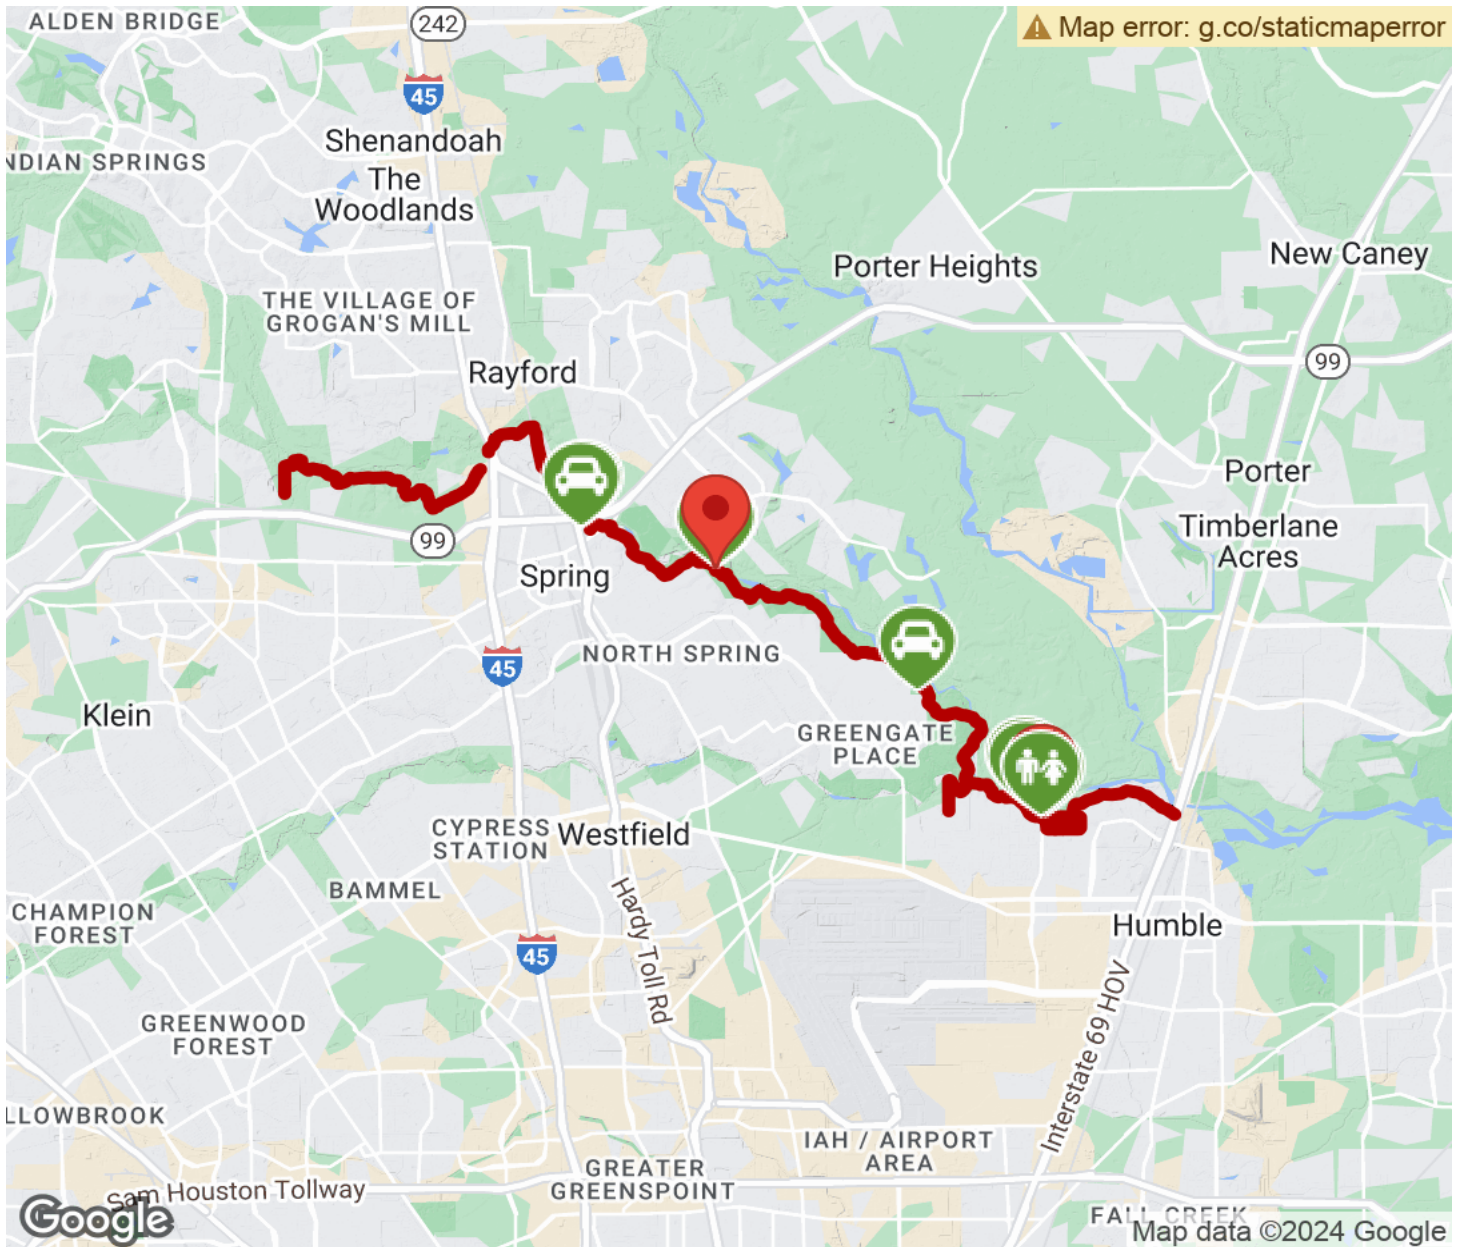 ALDEN BRIDGE
242
Map error: g.co/staticmaperror
45
Shenandoah
NDIAN SPRINGS
The
Woodlands
New Caney
Porter Heights
THE VILLAGE OF
GROGAN'S MILL
99
Rayford
Porter
99
Timberlane
Acres
Spring
NORTH SPRING
45
Klein
GREENGATE
PLACE
CYPRESS
STATION
Westfield
BAMMEL
CHAMPION
FOREST
Hardy Toll Rd
Humble
45
Interstate 69 HOV
GREENWOOD
FOREST
LLOWBROOK
IAH / AIRPORT
AREA
GREATER
GREENSPOINT
Sam Houston Tollway
Google
FALL CREEK
Map data ©2024 Google